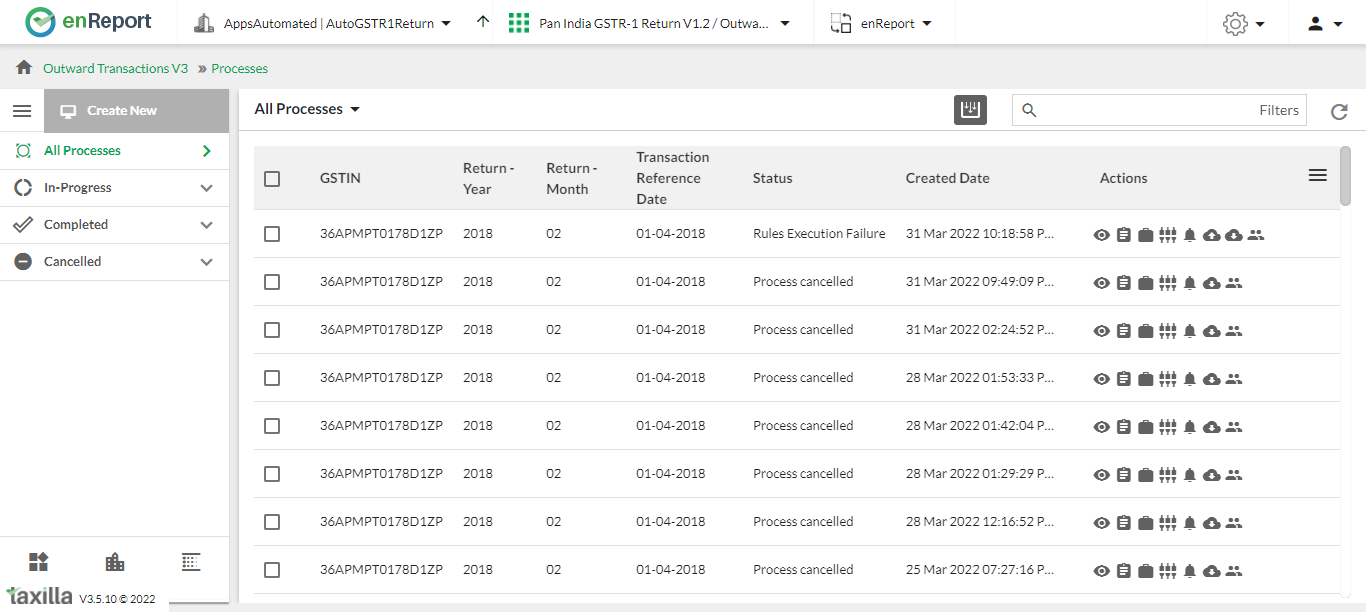 enReport
AppsAutomated | AutoGSTR1Return
Pan India GSTR-1 Return V1.2 / Outwa...
enReport
Outward Transactions V3 » Processes
Create New
All Processes
In-Progress
Completed
Cancelled
All Processes
Filters
GSTIN
Return -
Year
Return -
Month
Transaction
Reference
Date
Status
Created Date
Actions
36APMPT0178D1ZP 2018 02 01-04-2018 Rules Execution Failure 31 Mar 2022 10:18:58 P...
36APMPT0178D1ZP 2018 02 01-04-2018 Process cancelled 31 Mar 2022 09:49:09 P...
36APMPT0178D1ZP 2018 02 01-04-2018 Process cancelled 31 Mar 2022 02:24:52 P...
36APMPT0178D1ZP 2018 02 01-04-2018 Process cancelled 28 Mar 2022 01:53:33 P...
36APMPT0178D1ZP 2018 02 01-04-2018 Process cancelled 28 Mar 2022 01:42:04 P...
36APMPT0178D1ZP 2018 02 01-04-2018 Process cancelled 28 Mar 2022 01:29:29 P...
36APMPT0178D1ZP 2018 02 01-04-2018 Process cancelled 28 Mar 2022 12:16:52 P...
36APMPT0178D1ZP 2018 02 01-04-2018 Process cancelled 25 Mar 2022 07:27:16 P...
taxilla V3.5.10 © 2022